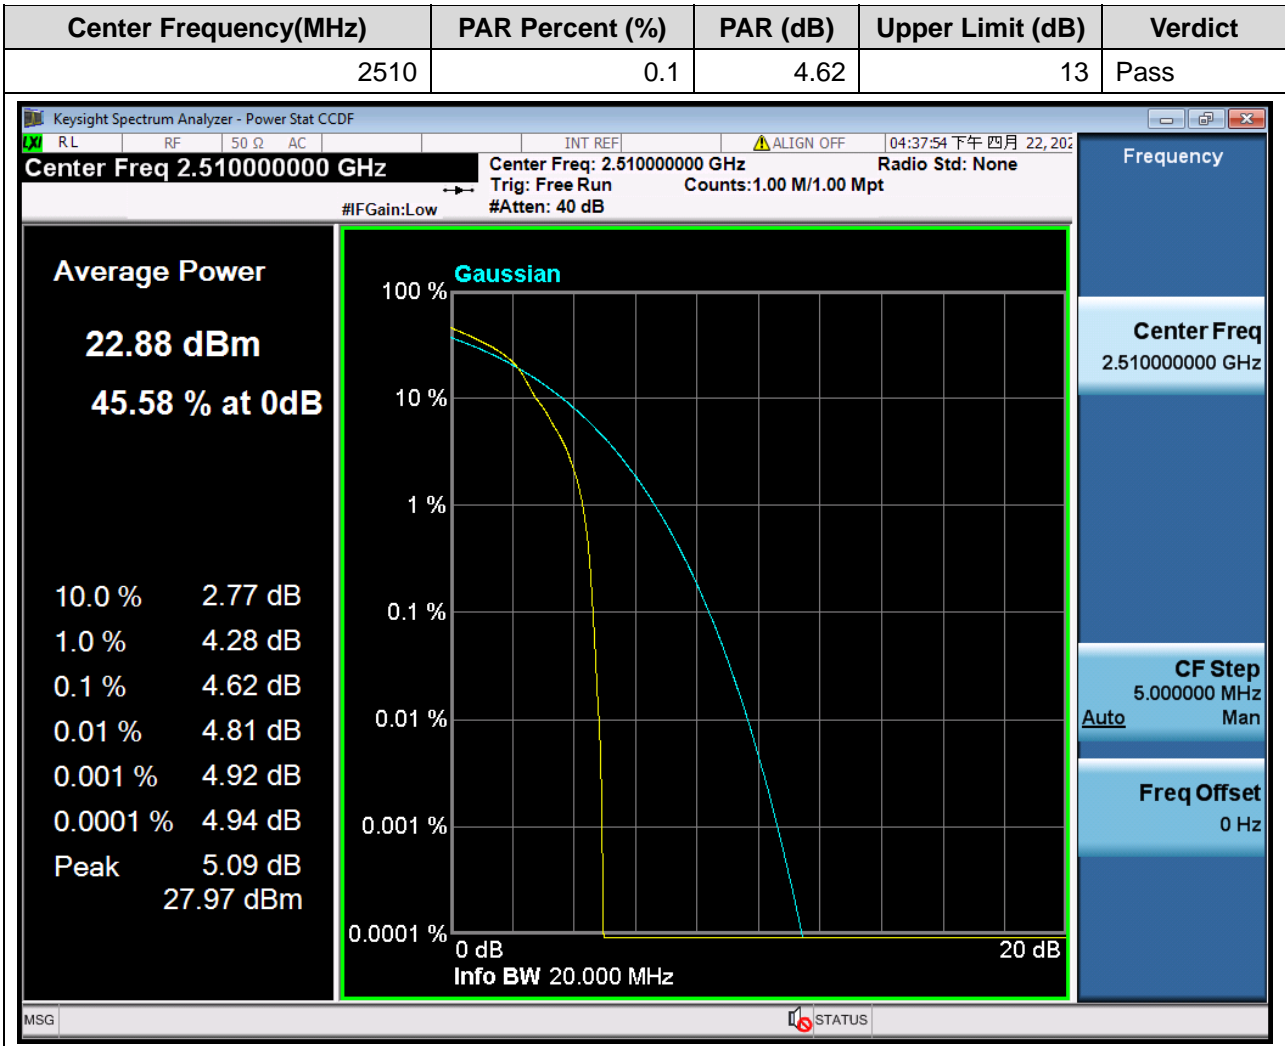 Center Frequency(MHz) PAR Percent (%) PAR (dB) Upper Limit (dB) Verdict
2510 0.1 4.62 13 Pass
Keysight Spectrum Analyzer - Power Stat CCDF
LXI RL RF 50 Ω AC INT REF ALIGN OFF 04:37:54 下午 四月 22, 202
Center Freq 2.510000000 GHz
Center Freq: 2.510000000 GHz Radio Std: None
Trig: Free Run Counts:1.00 M/1.00 Mpt
#IFGain:Low #Atten: 40 dB
Average Power
22.88 dBm
45.58 % at 0dB
10.0 % 2.77 dB
1.0 % 4.28 dB
0.1 % 4.62 dB
0.01 % 4.81 dB
0.001 % 4.92 dB
0.0001 % 4.94 dB
Peak 5.09 dB
27.97 dBm
Gaussian
100 %
10 %
1 %
0.1 %
0.01 %
0.001 %
0.0001 %
0 dB 20 dB
Info BW 20.000 MHz
Frequency
Center Freq
2.510000000 GHz
CF Step
5.000000 MHz
Auto Man
Freq Offset
0 Hz
MSG STATUS